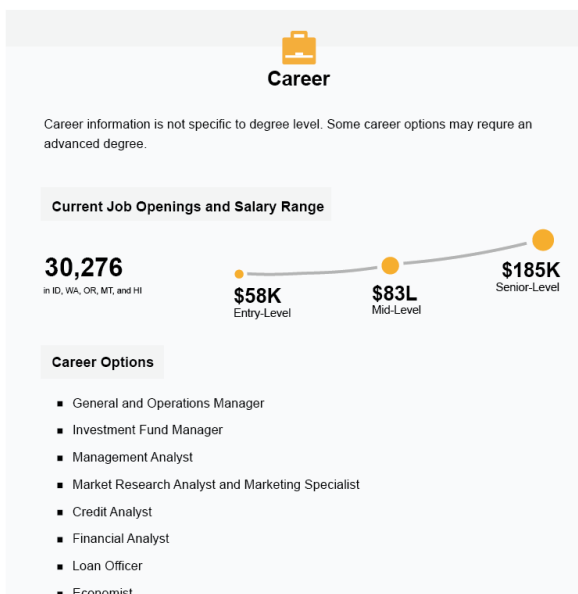 Career
Career information is not specific to degree level. Some career options may requre an
advanced degree.
Current Job Openings and Salary Range
30,276
in ID, WA, OR, MT, and HI
$58K
Entry-Level
$83L
Mid-Level
$185K
Senior-Level
Career Options
General and Operations Manager
Investment Fund Manager
Management Analyst
Market Research Analyst and Marketing Specialist
Credit Analyst
Financial Analyst
Loan Officer
Economist